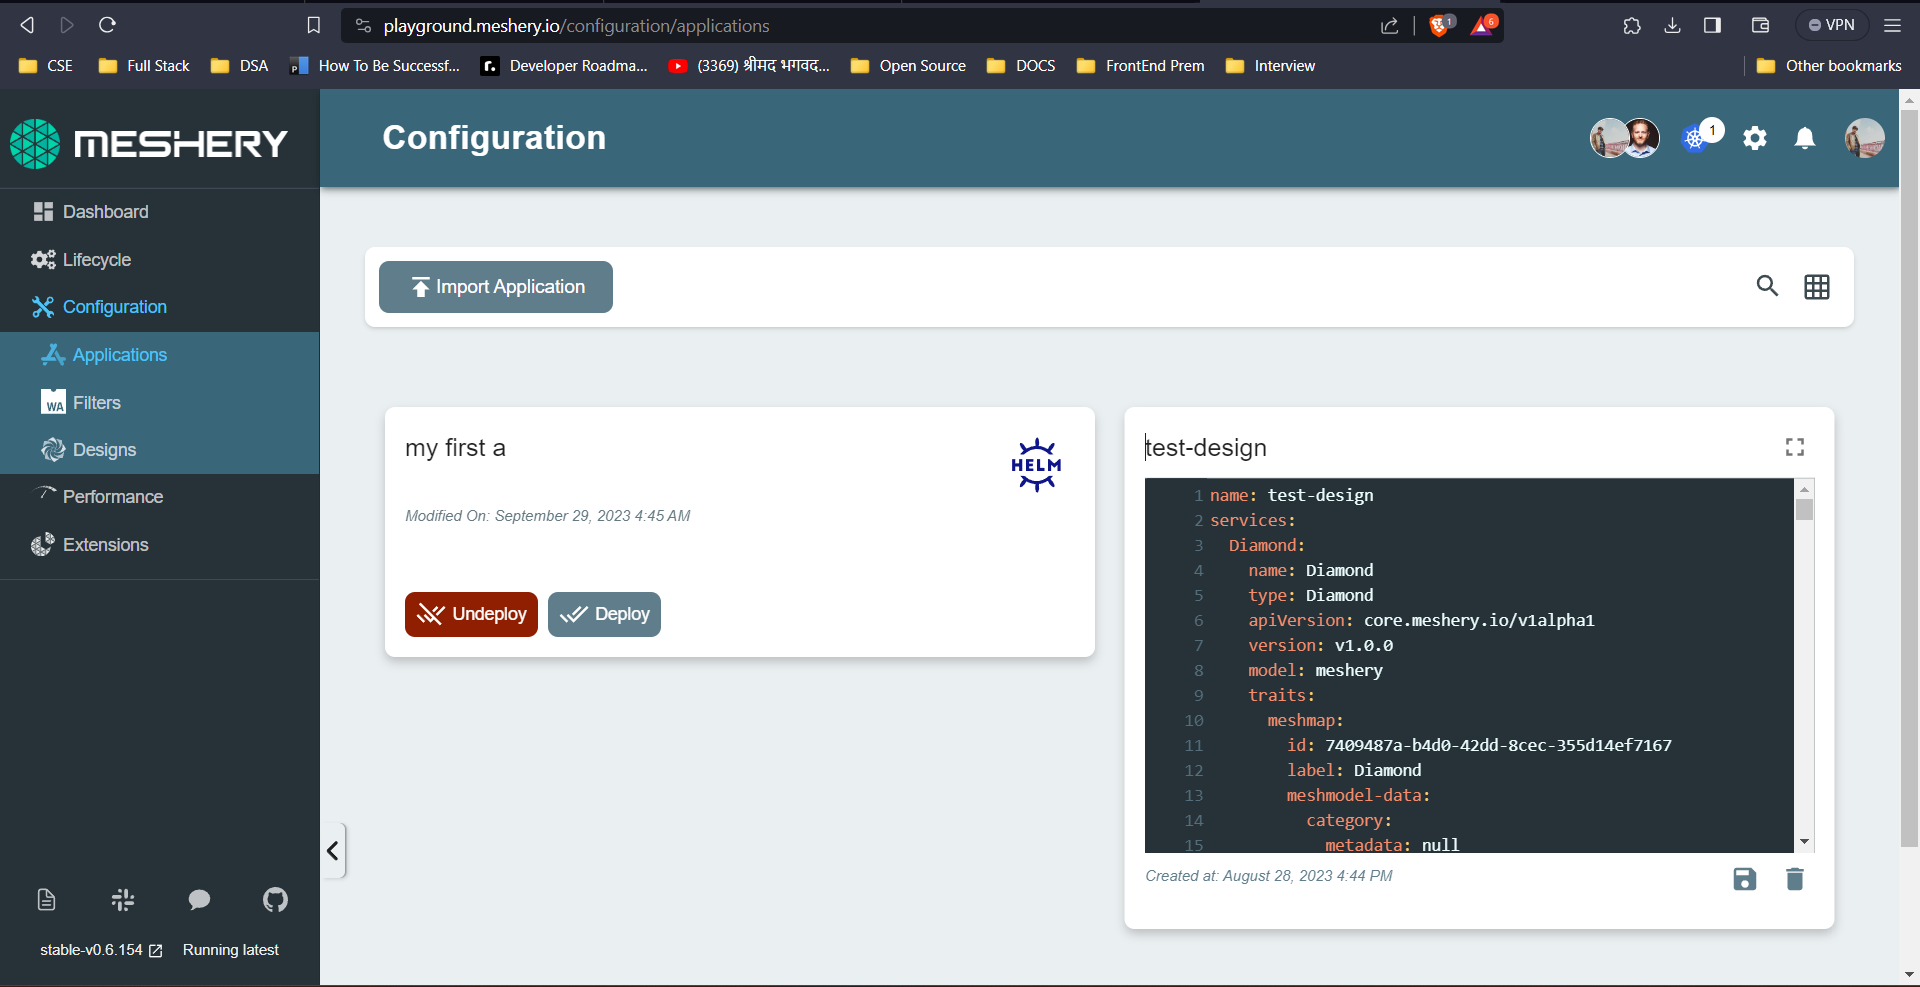 playground.meshery.io/configuration/applications
1
6
VPN
CSE
Full Stack
DSA
How To Be Successf...
Developer Roadma...
(3369) श्रीमद भगवद...
Open Source
DOCS
FrontEnd Prem
Interview
Other bookmarks
MESHERY
Configuration
1
Dashboard
Lifecycle
Configuration
Applications
WA Filters
Designs
Performance
Extensions
Import Application
my first a
HELM
Modified On: September 29, 2023 4:45 AM
Undeploy
Deploy
test-design
1 name: test-design
2 services:
3 Diamond:
4 name: Diamond
5 type: Diamond
6 apiVersion: core.meshery.io/v1alpha1
7 version: v1.0.0
8 model: meshery
9 traits:
10 meshmap:
11 id: 7409487a-b4d0-42dd-8cec-355d14ef7167
12 label: Diamond
13 meshmodel-data:
14 category:
15 metadata: null
Created at: August 28, 2023 4:44 PM
stable-v0.6.154
Running latest